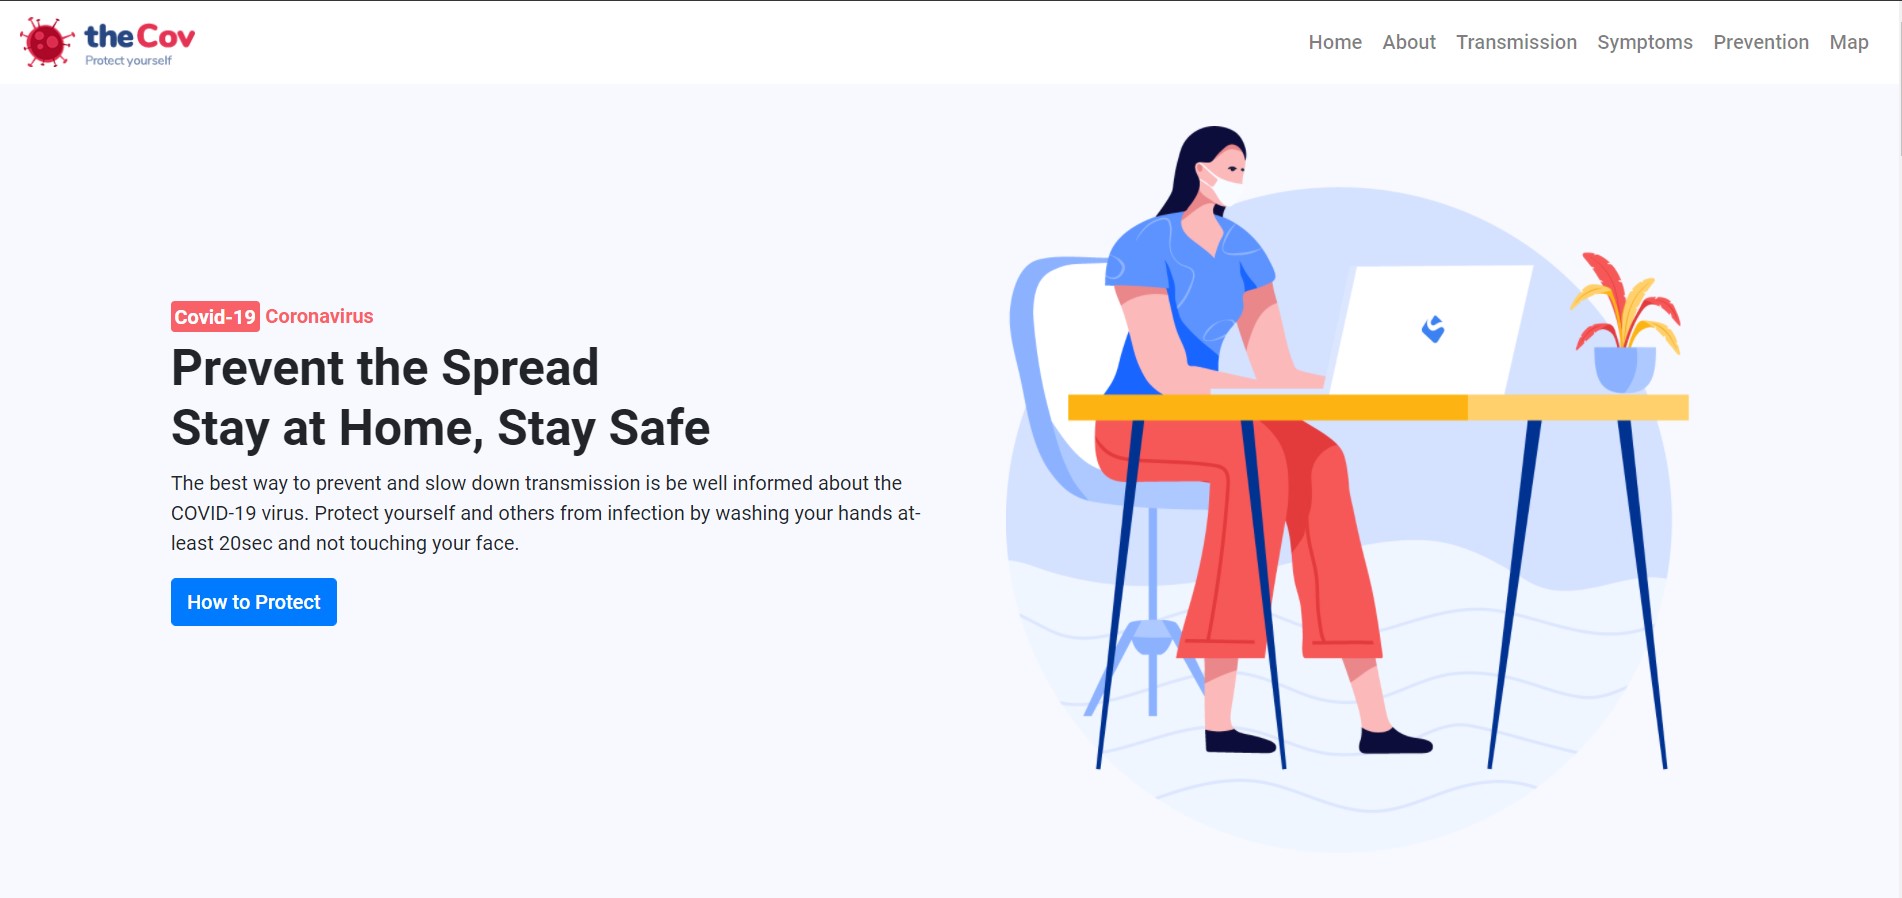 theCov
Protect yourself
Home About Transmission Symptoms Prevention Map
Covid-19 Coronavirus
Prevent the Spread
Stay at Home, Stay Safe
The best way to prevent and slow down transmission is be well informed about the
COVID-19 virus. Protect yourself and others from infection by washing your hands at-
least 20sec and not touching your face.
How to Protect